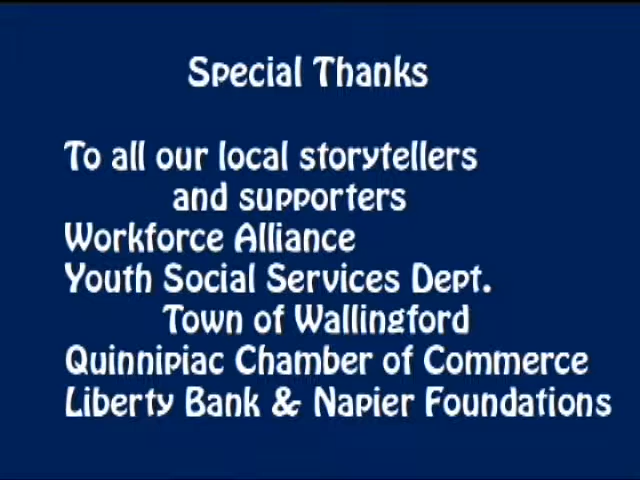 Special Thanks
To all our local storytellers
and supporters
Workforce Alliance
Youth Social Services Dept.
Town of Wallingford
Quinnipiac Chamber of Commerce
Liberty Bank & Napier Foundations